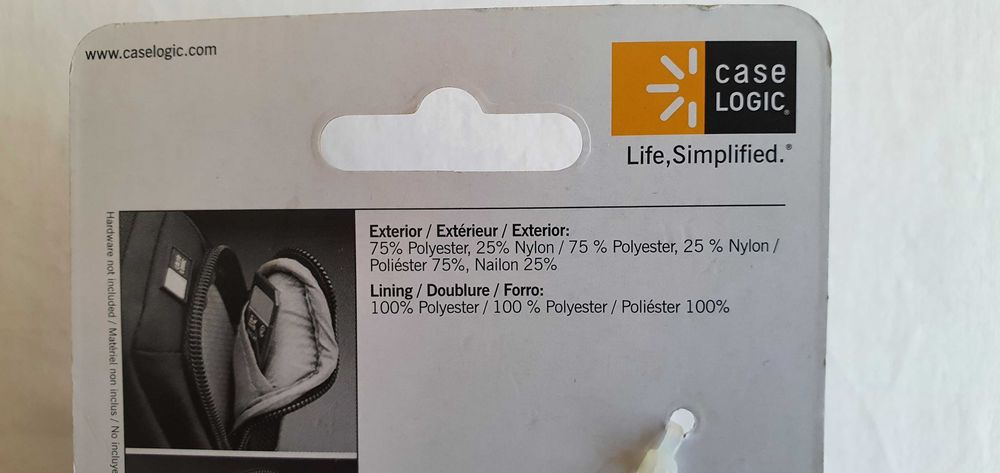 www.caselogic.com
case
LOGIC®
Life,Simplified.®
Exterior / Extérieur / Exterior:
75% Polyester, 25% Nylon / 75 % Polyester, 25 % Nylon /
Poliéster 75%, Nailon 25%
Lining / Doublure / Forro:
100% Polyester / 100 % Polyester / Poliéster 100%
Hardware not included / Matériel non inclus / No incluye